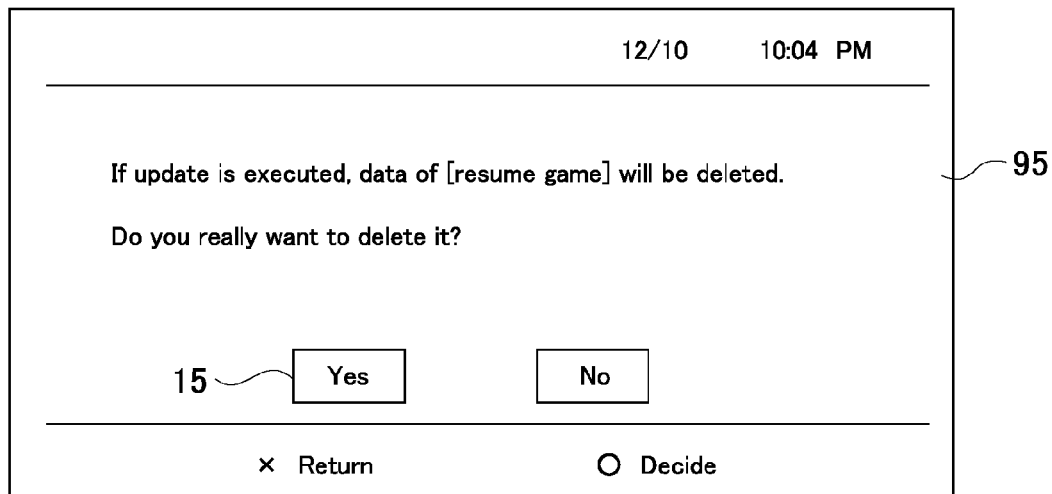 12/10 10:04 PM
If update is executed, data of [resume game] will be deleted.
95
Do you really want to delete it?
15 Yes No
× Return ○ Decide